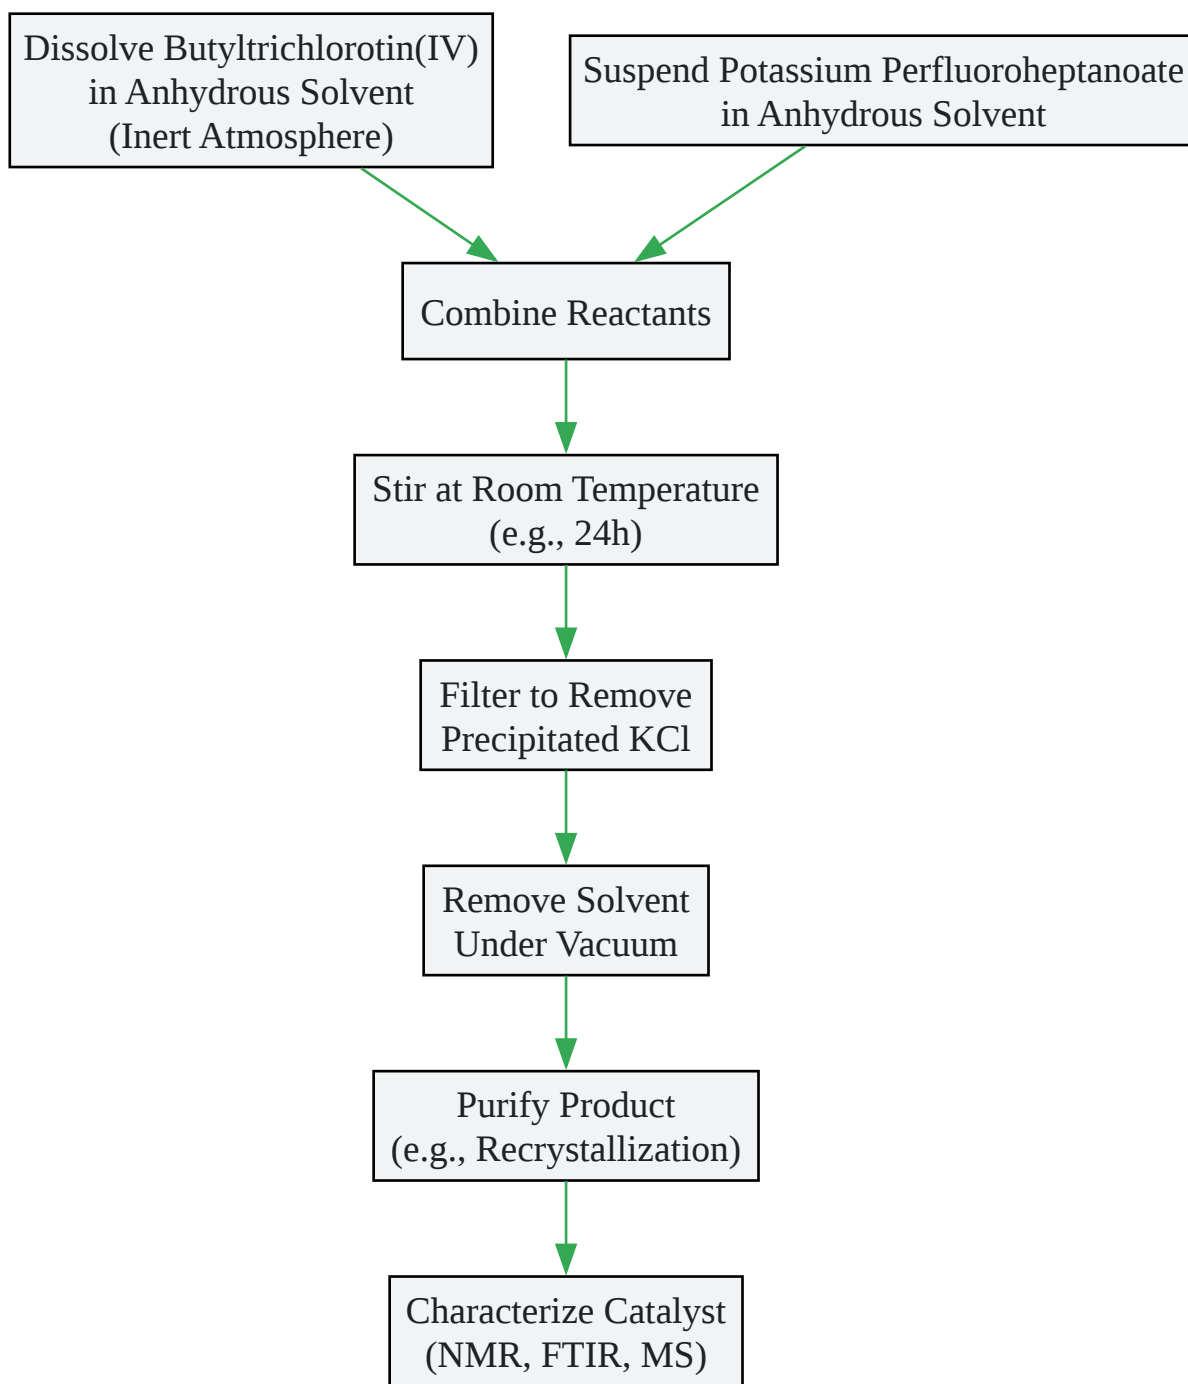 Dissolve Butyltrichlorotin(IV)
in Anhydrous Solvent
(Inert Atmosphere)
Suspend Potassium Perfluoroheptanoate
in Anhydrous Solvent
Combine Reactants
Stir at Room Temperature
(e.g., 24h)
Filter to Remove
Precipitated KCl
Remove Solvent
Under Vacuum
Purify Product
(e.g., Recrystallization)
Characterize Catalyst
(NMR, FTIR, MS)